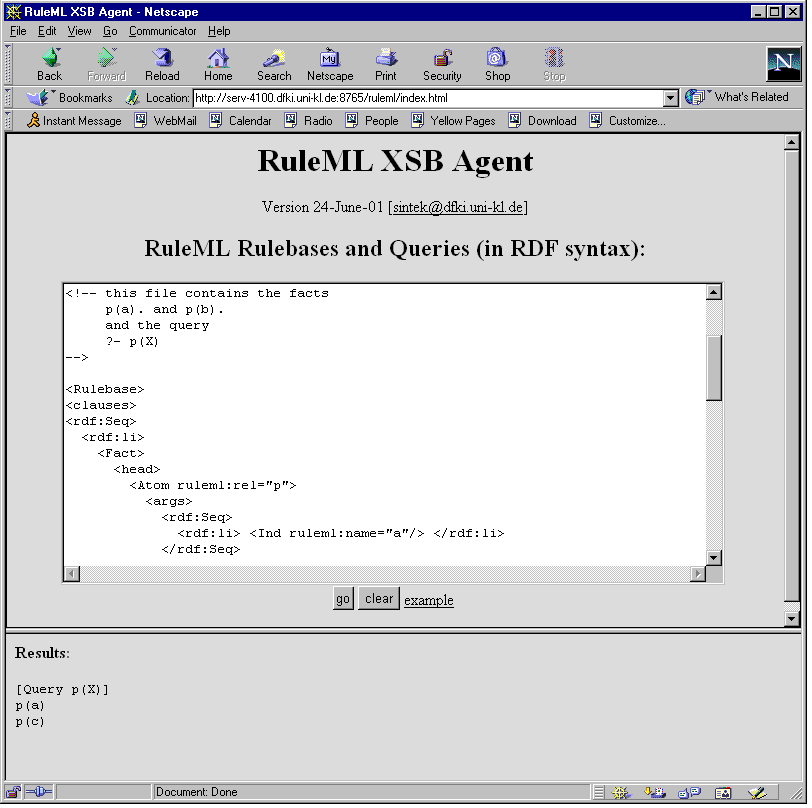 RuleML XSB Agent - Netscape
File Edit View Go Communicator Help
Back Forward Reload Home Search Netscape Print Security Shop Stop
My
N
Bookmarks Location: http://serv-4100.dfki.uni-kl.de:8765/ruleml/index.html What's Related
Instant Message WebMail Calendar Radio People Yellow Pages Download Customize...
RuleML XSB Agent
Version 24-June-01 [sintek@dfki.uni-kl.de]
RuleML Rulebases and Queries (in RDF syntax):
<!-- this file contains the facts
     p(a). and p(b).
     and the query
     ?- p(X)
-->
<Rulebase>
<clauses>
<rdf:Seq>
  <rdf:li>
    <Fact>
      <head>
        <Atom ruleml:rel="p">
          <args>
            <rdf:Seq>
              <rdf:li> <Ind ruleml:name="a"/> </rdf:li>
            </rdf:Seq>
go clear example
Results:
[Query p(X)]
p(a)
p(c)
Document: Done